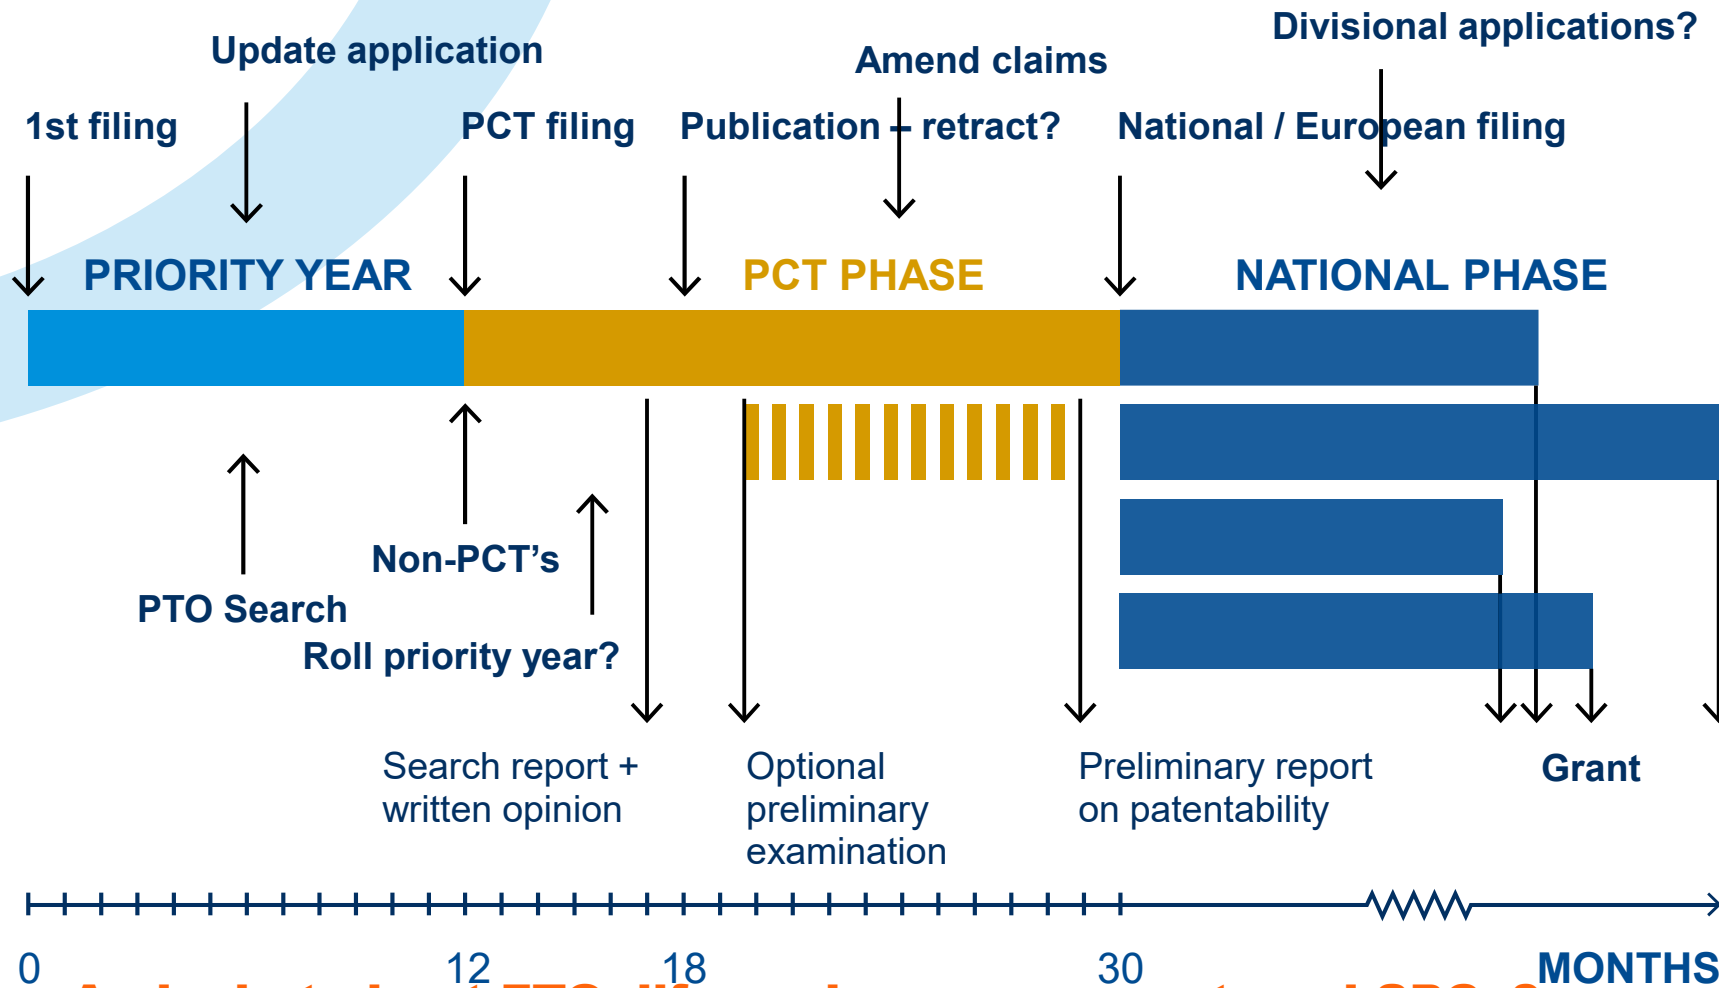 Divisional applications?
Update application
Amend claims
1st filing
PCT filing
Publication – retract?
National / European filing
PRIORITY YEAR
PCT PHASE
NATIONAL PHASE
Non-PCT’s
PTO Search
Roll priority year?
Search report +
written opinion
Optional
preliminary
examination
Preliminary report
on patentability
Grant
0
12
18
30
MONTHS